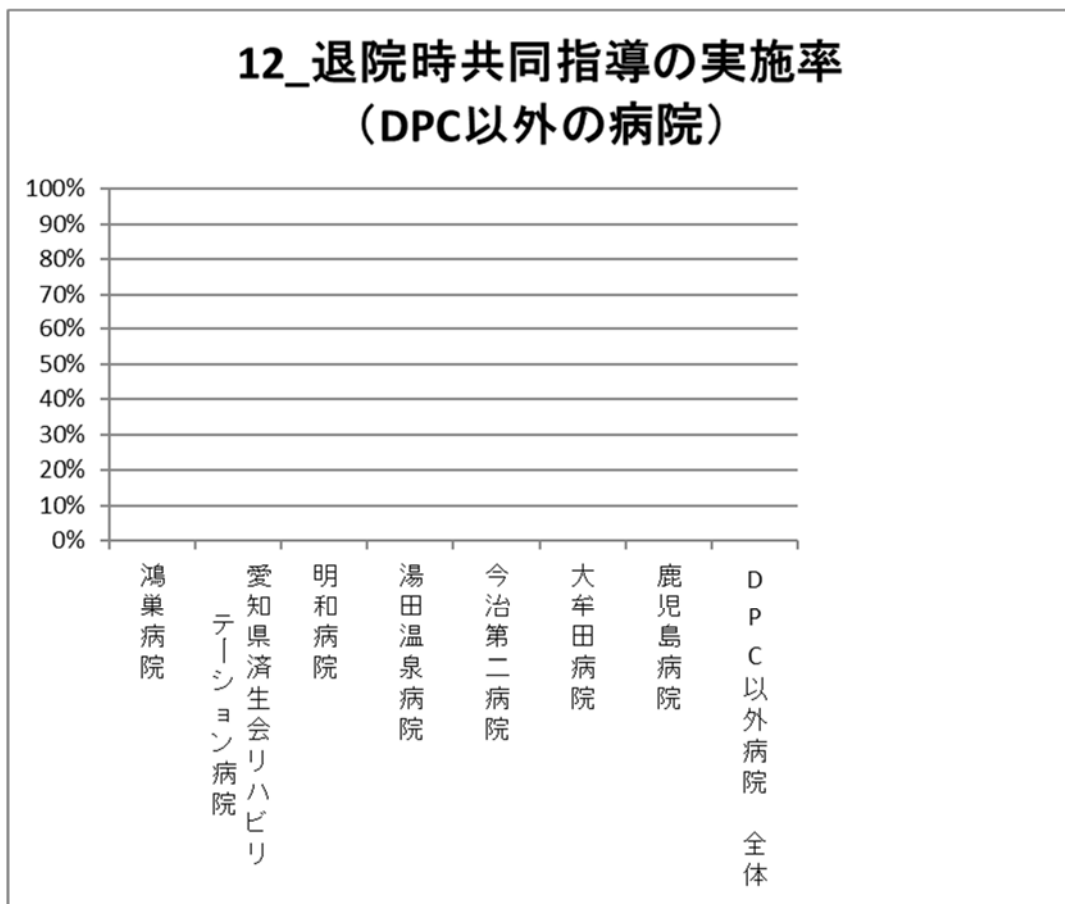 12_退院時共同指導の実施率
（DPC以外の病院）
100%
90%
80%
70%
60%
50%
40%
30%
20%
10%
0%
鴻巣病院
愛知県済生会リハビリ
テーション病院
明和病院
湯田温泉病院
今治第二病院
大牟田病院
鹿児島病院
DPC以外病院　全体